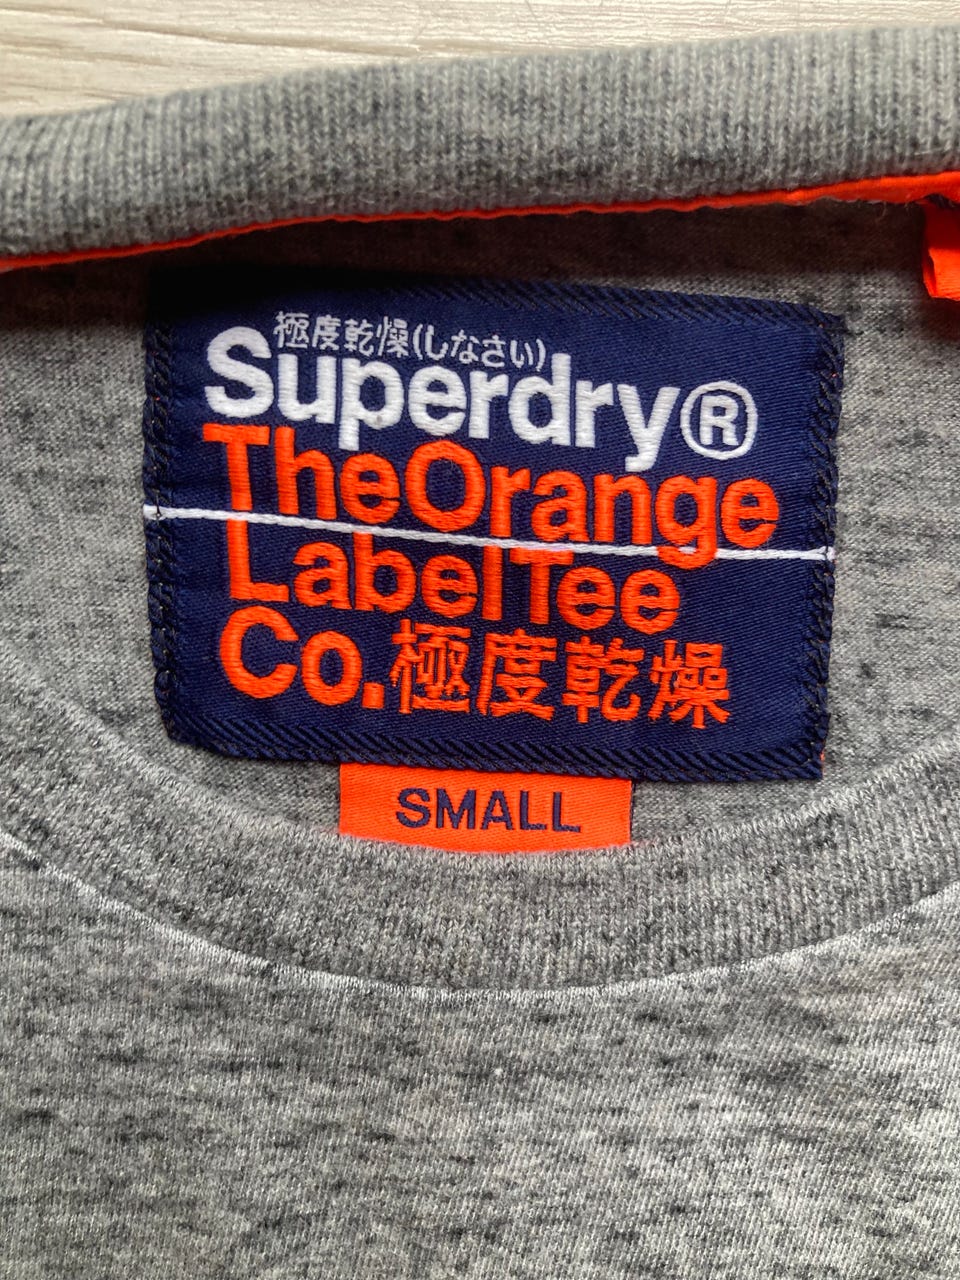 極度乾燥(しなさい)
Superdry®
TheOrange
LabelTee
Co.極度乾燥
SMALL